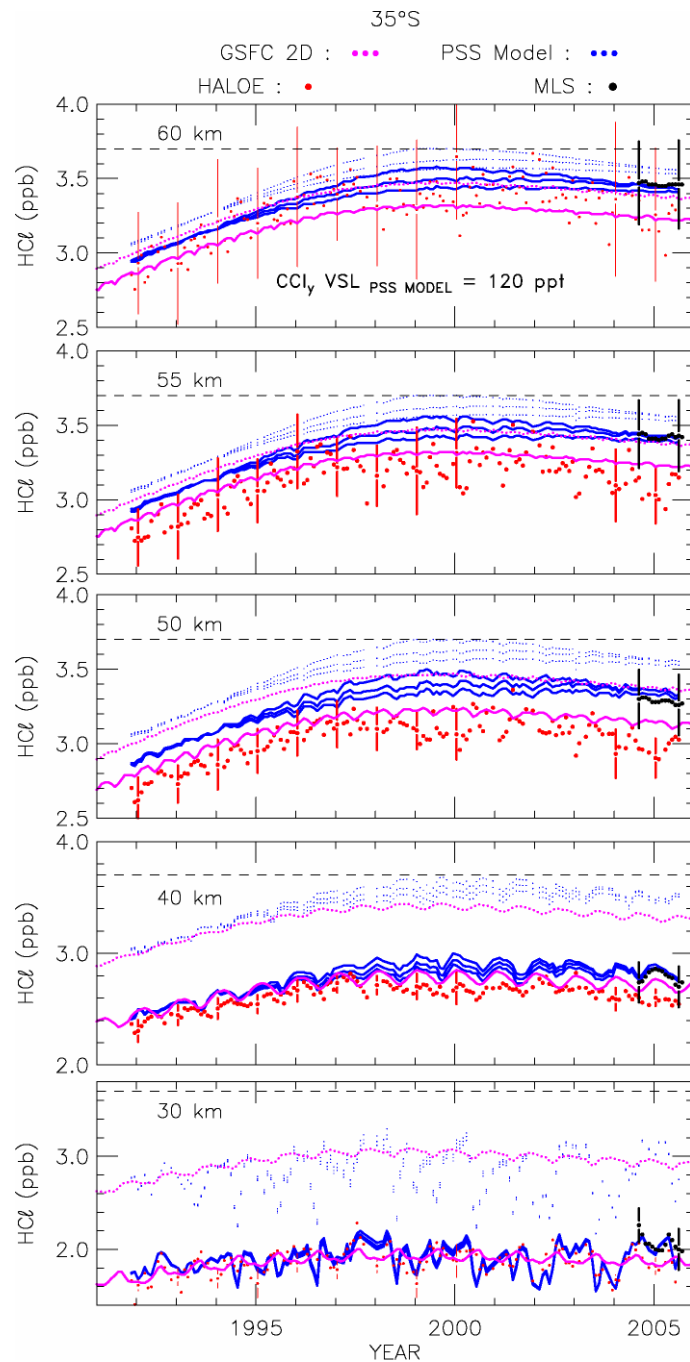 35°S
GSFC 2D : PSS Model :
HALOE : MLS :
4.0
60 km
3.5
HCℓ (ppb)
3.0
CCl_y VSL PSS MODEL = 120 ppt
2.5
4.0
55 km
3.5
HCℓ (ppb)
3.0
2.5
4.0
50 km
3.5
HCℓ (ppb)
3.0
2.5
4.0
40 km
HCℓ (ppb)
3.0
2.0
30 km
HCℓ (ppb)
3.0
2.0
1995 2000 2005
YEAR